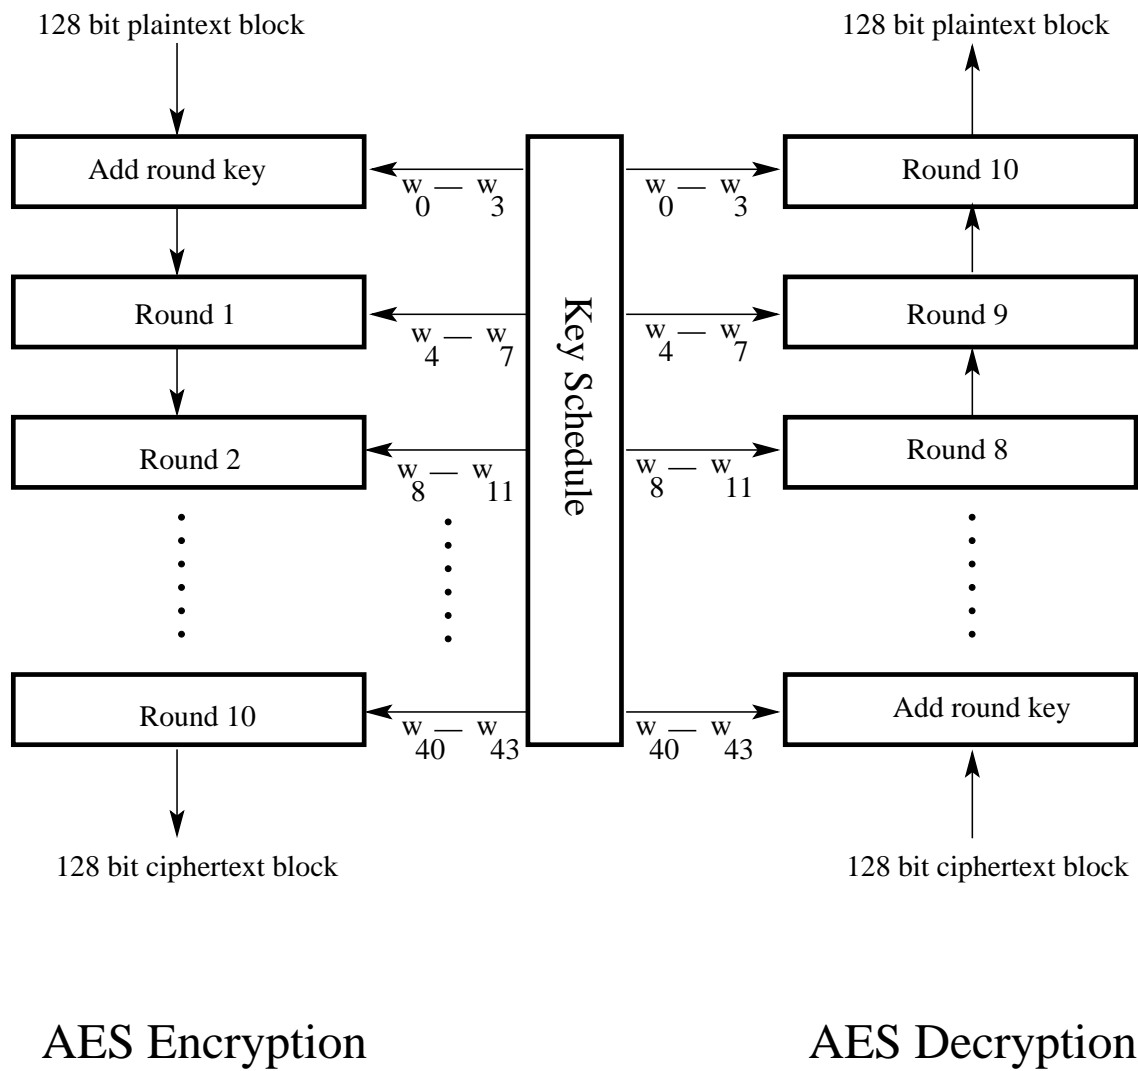 128 bit plaintext block
128 bit plaintext block
Add round key
w0 — w3
w0 — w3
Round 10
Round 1
w4 — w7
Key Schedule
w4 — w7
Round 9
Round 2
w8 — w11
w8 — w11
Round 8
Round 10
w40 — w43
w40 — w43
Add round key
128 bit ciphertext block
128 bit ciphertext block
AES Encryption
AES Decryption